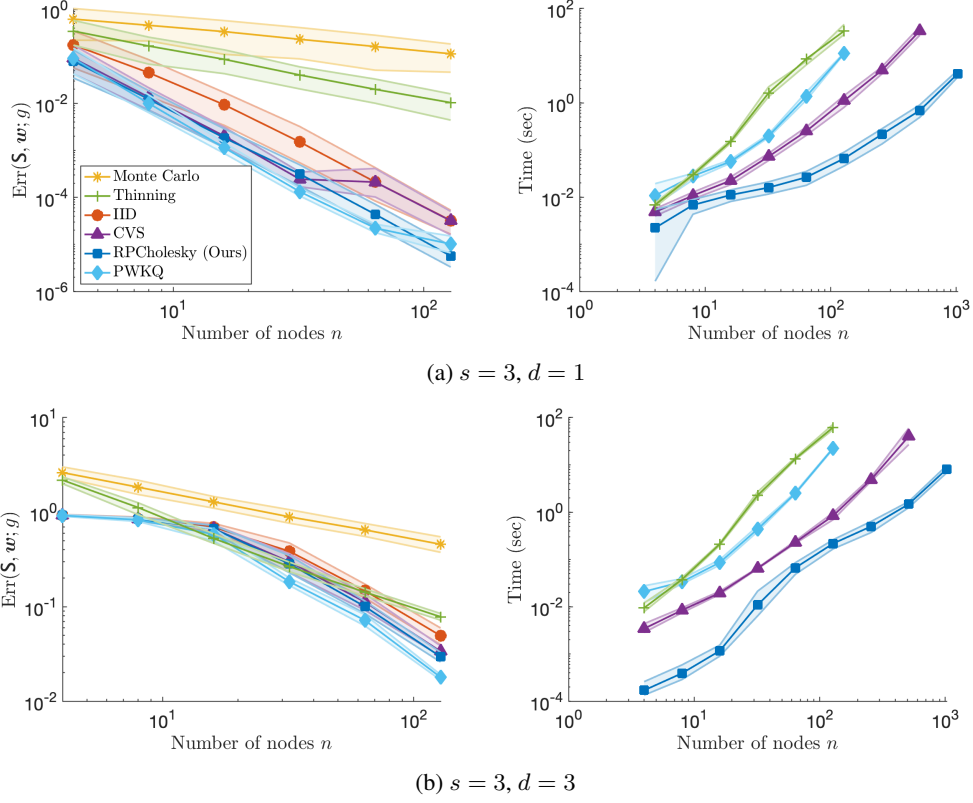 10^0
10^-2
10^-4
10^-6
Err(S, w; g)
Monte Carlo
Thinning
IID
CVS
RPCholesky (Ours)
PWKQ
10^1
10^2
Number of nodes n
10^2
10^0
10^-2
10^-4
Time (sec)
10^0
10^1
10^2
10^3
Number of nodes n
(a) s = 3, d = 1
10^1
10^0
10^-1
10^-2
Err(S, w; g)
10^1
10^2
Number of nodes n
10^2
10^0
10^-2
10^-4
Time (sec)
10^0
10^1
10^2
10^3
Number of nodes n
(b) s = 3, d = 3